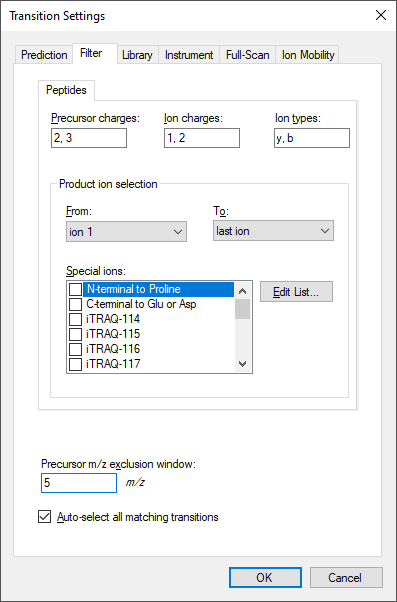 Transition Settings
Prediction Filter Library Instrument Full-Scan Ion Mobility
Peptides
Precursor charges: Ion charges: Ion types:
2, 3 1, 2 y, b
Product ion selection
From: To:
ion 1 last ion
Special ions:
N-terminal to Proline Edit List...
C-terminal to Glu or Asp
iTRAQ-114
iTRAQ-115
iTRAQ-116
iTRAQ-117
Precursor m/z exclusion window:
5 m/z
Auto-select all matching transitions
OK Cancel